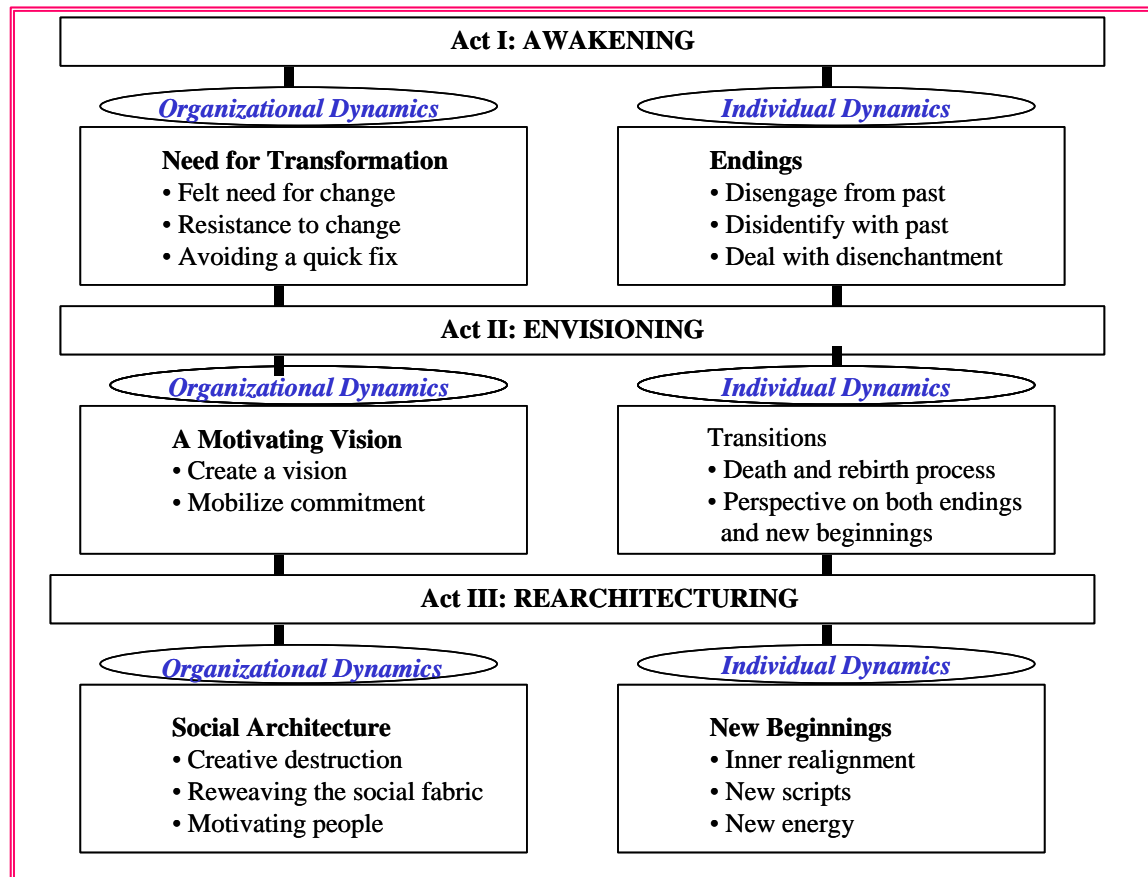 Act I: AWAKENING
Organizational Dynamics
Need for Transformation
• Felt need for change
• Resistance to change
• Avoiding a quick fix
Individual Dynamics
Endings
• Disengage from past
• Disidentify with past
• Deal with disenchantment
Act II: ENVISIONING
Organizational Dynamics
A Motivating Vision
• Create a vision
• Mobilize commitment
Individual Dynamics
Transitions
• Death and rebirth process
• Perspective on both endings
and new beginnings
Act III: REARCHITECTURING
Organizational Dynamics
Social Architecture
• Creative destruction
• Reweaving the social fabric
• Motivating people
Individual Dynamics
New Beginnings
• Inner realignment
• New scripts
• New energy